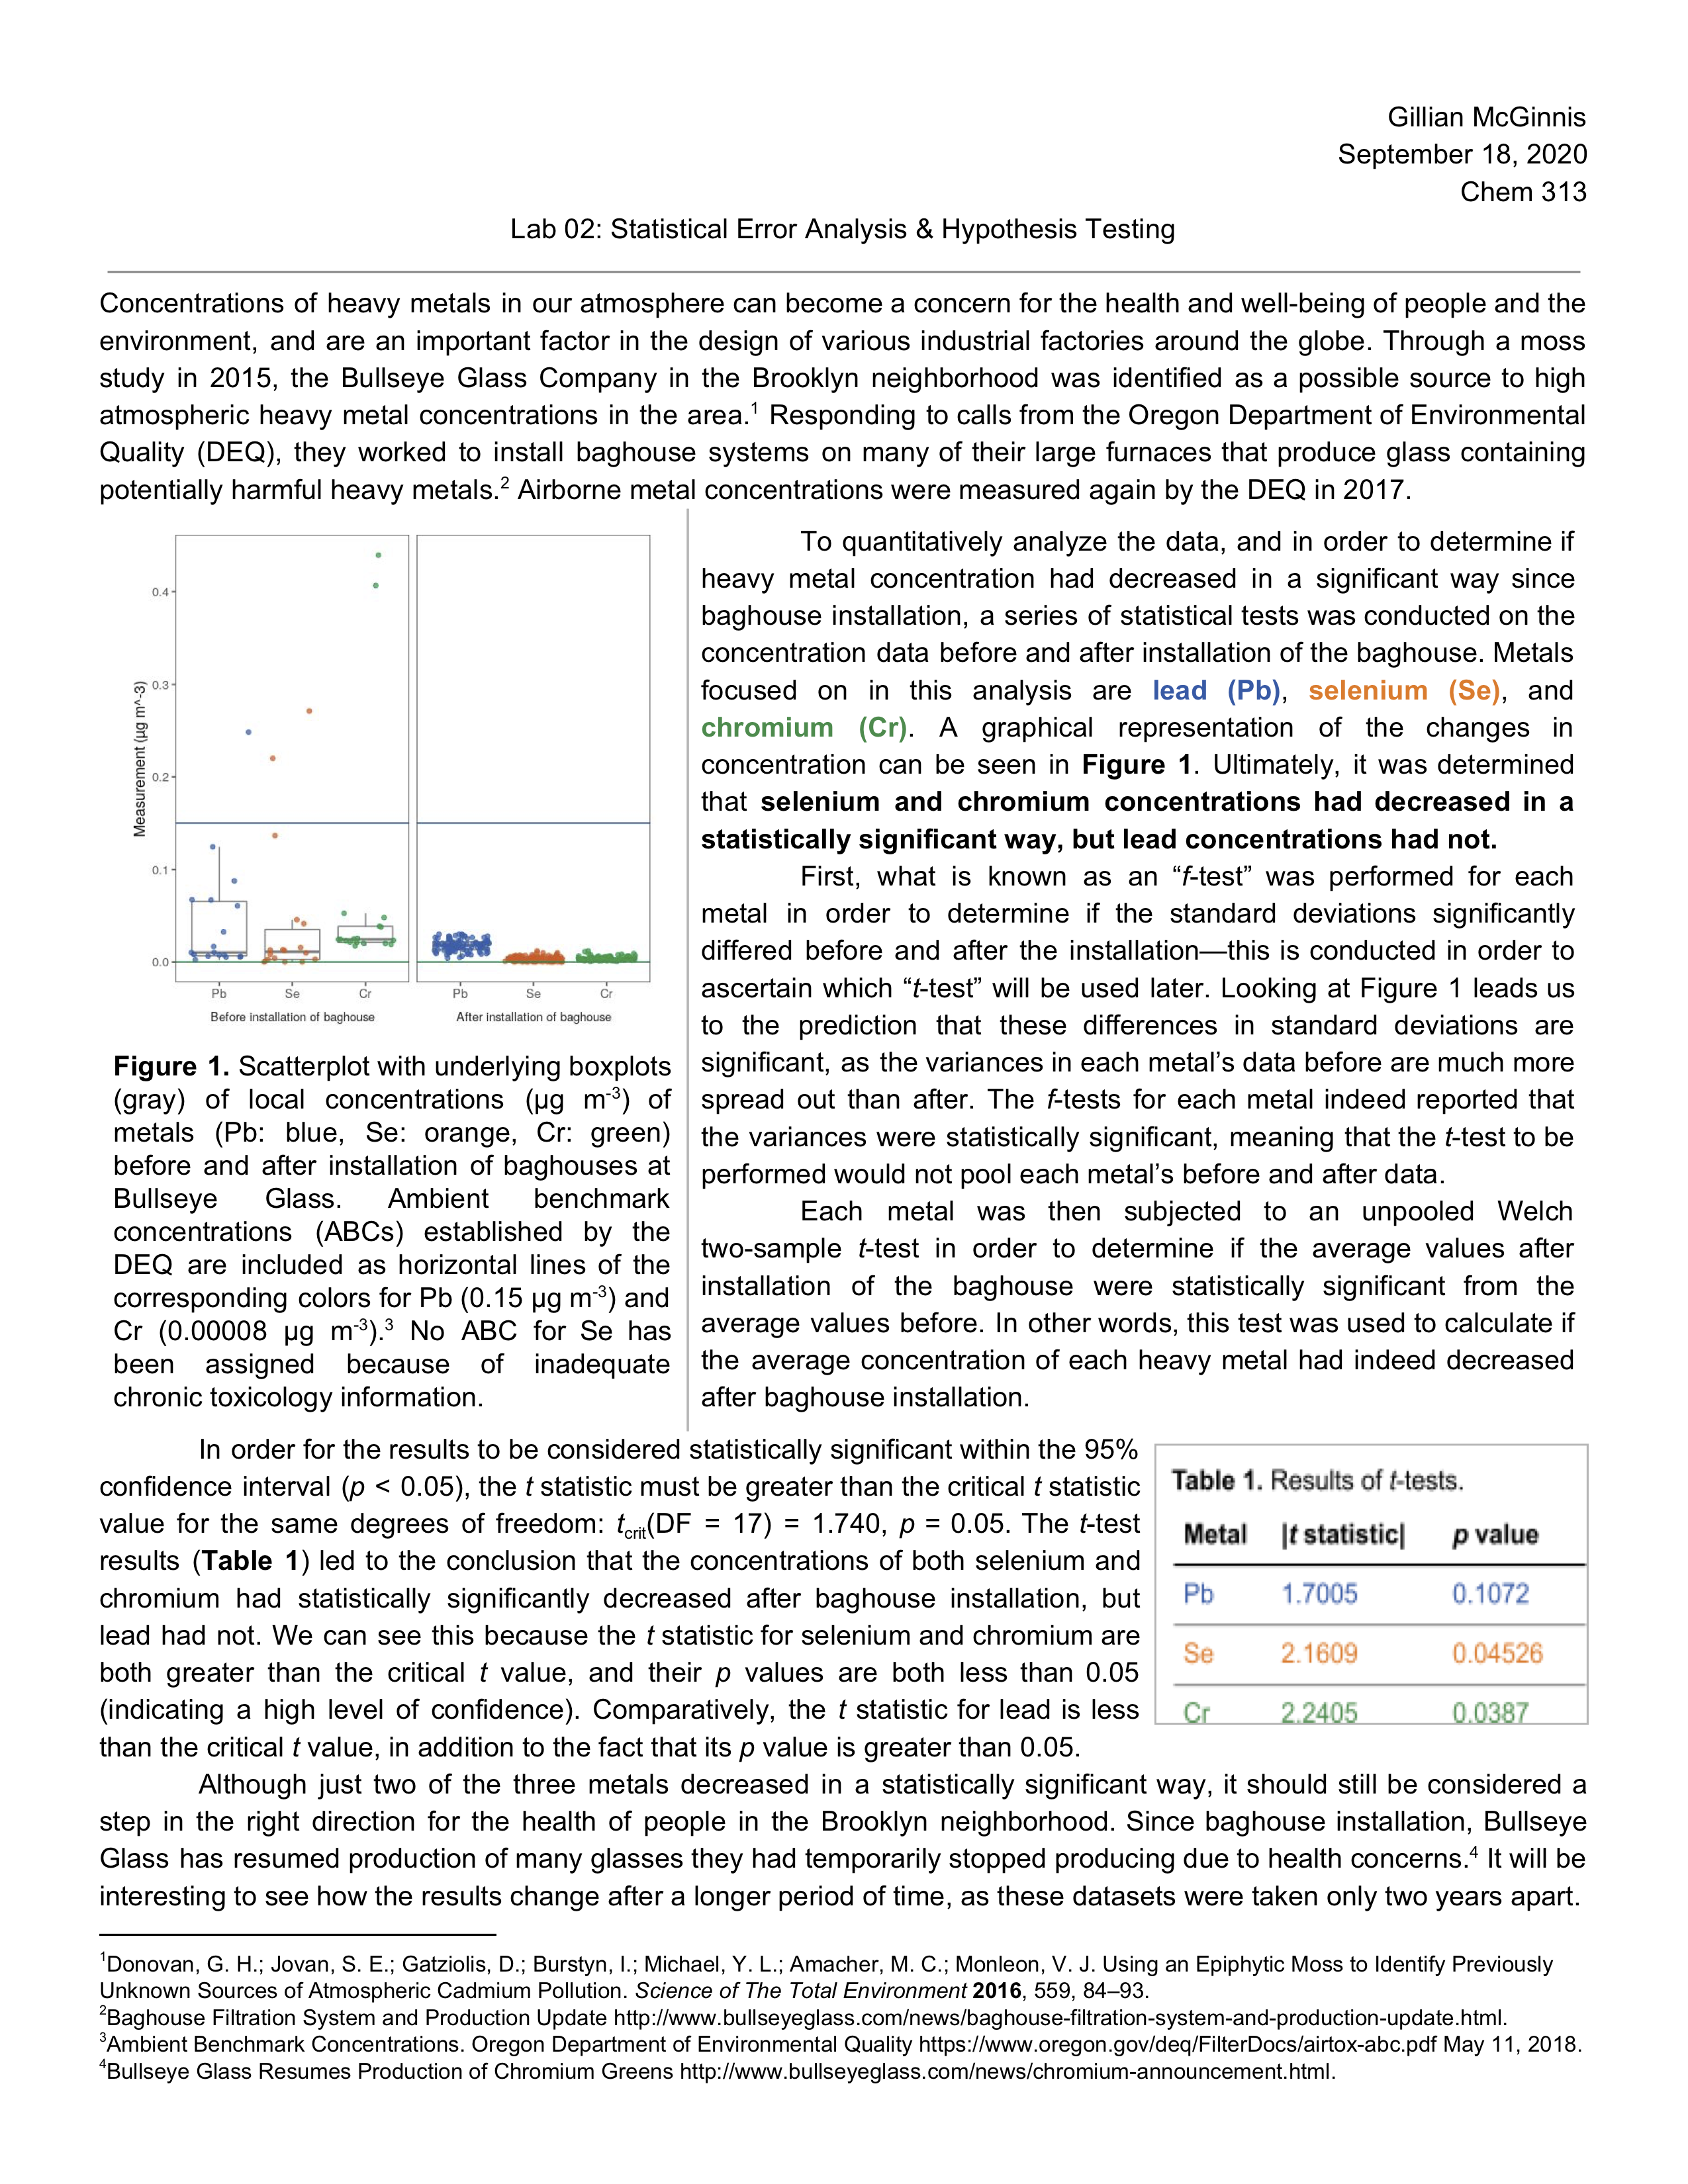 Gillian McGinnis
September 18, 2020
Chem 313
Lab 02: Statistical Error Analysis & Hypothesis Testing
Concentrations of heavy metals in our atmosphere can become a concern for the health and well-being of people and the
environment, and are an important factor in the design of various industrial factories around the globe. Through a moss
study in 2015, the Bullseye Glass Company in the Brooklyn neighborhood was identified as a possible source to high
atmospheric heavy metal concentrations in the area.¹ Responding to calls from the Oregon Department of Environmental
Quality (DEQ), they worked to install baghouse systems on many of their large furnaces that produce glass containing
potentially harmful heavy metals.² Airborne metal concentrations were measured again by the DEQ in 2017.
Measurement (µg m^-3)
0.4
0.3
0.2
0.1
0.0
Pb Se Cr Pb Se Cr
Before installation of baghouse After installation of baghouse
Figure 1. Scatterplot with underlying boxplots
(gray) of local concentrations (µg m⁻³) of
metals (Pb: blue, Se: orange, Cr: green)
before and after installation of baghouses at
Bullseye Glass. Ambient benchmark
concentrations (ABCs) established by the
DEQ are included as horizontal lines of the
corresponding colors for Pb (0.15 µg m⁻³) and
Cr (0.00008 µg m⁻³).³ No ABC for Se has
been assigned because of inadequate
chronic toxicology information.
To quantitatively analyze the data, and in order to determine if
heavy metal concentration had decreased in a significant way since
baghouse installation, a series of statistical tests was conducted on the
concentration data before and after installation of the baghouse. Metals
focused on in this analysis are lead (Pb), selenium (Se), and
chromium (Cr). A graphical representation of the changes in
concentration can be seen in Figure 1. Ultimately, it was determined
that selenium and chromium concentrations had decreased in a
statistically significant way, but lead concentrations had not.
First, what is known as an “f-test” was performed for each
metal in order to determine if the standard deviations significantly
differed before and after the installation—this is conducted in order to
ascertain which “t-test” will be used later. Looking at Figure 1 leads us
to the prediction that these differences in standard deviations are
significant, as the variances in each metal’s data before are much more
spread out than after. The f-tests for each metal indeed reported that
the variances were statistically significant, meaning that the t-test to be
performed would not pool each metal’s before and after data.
Each metal was then subjected to an unpooled Welch
two-sample t-test in order to determine if the average values after
installation of the baghouse were statistically significant from the
average values before. In other words, this test was used to calculate if
the average concentration of each heavy metal had indeed decreased
after baghouse installation.
In order for the results to be considered statistically significant within the 95%
confidence interval (p < 0.05), the t statistic must be greater than the critical t statistic
value for the same degrees of freedom: tcrit(DF = 17) = 1.740, p = 0.05. The t-test
results (Table 1) led to the conclusion that the concentrations of both selenium and
chromium had statistically significantly decreased after baghouse installation, but
lead had not. We can see this because the t statistic for selenium and chromium are
both greater than the critical t value, and their p values are both less than 0.05
(indicating a high level of confidence). Comparatively, the t statistic for lead is less
than the critical t value, in addition to the fact that its p value is greater than 0.05.
Table 1. Results of t-tests.
Metal |t statistic| p value
Pb 1.7005 0.1072
Se 2.1609 0.04526
Cr 2.2405 0.0387
Although just two of the three metals decreased in a statistically significant way, it should still be considered a
step in the right direction for the health of people in the Brooklyn neighborhood. Since baghouse installation, Bullseye
Glass has resumed production of many glasses they had temporarily stopped producing due to health concerns.⁴ It will be
interesting to see how the results change after a longer period of time, as these datasets were taken only two years apart.
¹Donovan, G. H.; Jovan, S. E.; Gatziolis, D.; Burstyn, I.; Michael, Y. L.; Amacher, M. C.; Monleon, V. J. Using an Epiphytic Moss to Identify Previously
Unknown Sources of Atmospheric Cadmium Pollution. Science of The Total Environment 2016, 559, 84–93.
²Baghouse Filtration System and Production Update http://www.bullseyeglass.com/news/baghouse-filtration-system-and-production-update.html.
³Ambient Benchmark Concentrations. Oregon Department of Environmental Quality https://www.oregon.gov/deq/FilterDocs/airtox-abc.pdf May 11, 2018.
⁴Bullseye Glass Resumes Production of Chromium Greens http://www.bullseyeglass.com/news/chromium-announcement.html.